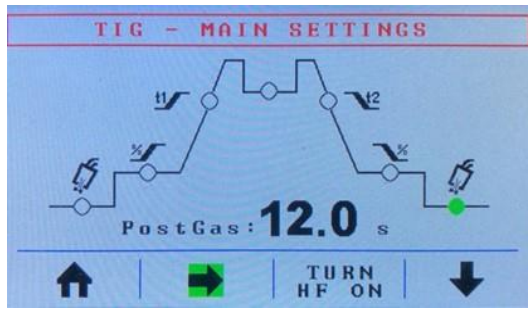 TIG - MAIN SETTINGS
t1
t2
%
%
PostGas: 12.0 s
TURN
HF ON